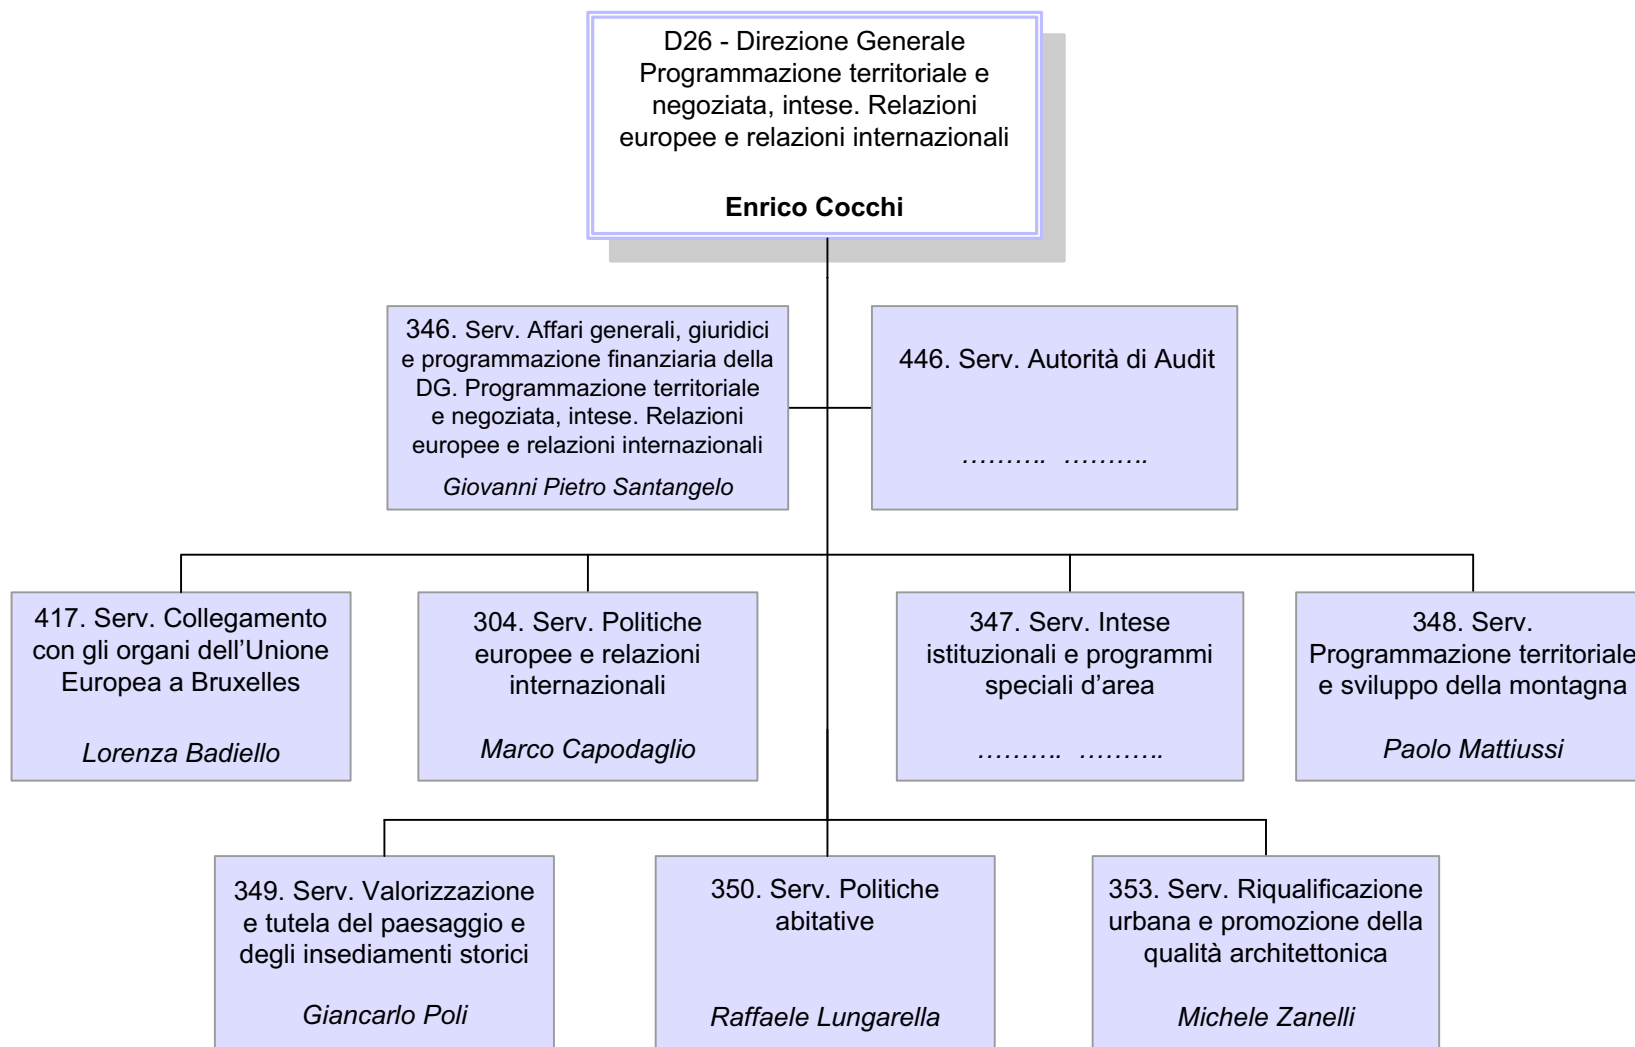 D26 - Direzione Generale
Programmazione territoriale e
negoziata, intese. Relazioni
europee e relazioni internazionali
Enrico Cocchi
346. Serv. Affari generali, giuridici
e programmazione finanziaria della
DG. Programmazione territoriale
e negoziata, intese. Relazioni
europee e relazioni internazionali
Giovanni Pietro Santangelo
446. Serv. Autorità di Audit
………. ……….
417. Serv. Collegamento
con gli organi dell’Unione
Europea a Bruxelles
Lorenza Badiello
304. Serv. Politiche
europee e relazioni
internazionali
Marco Capodaglio
347. Serv. Intese
istituzionali e programmi
speciali d’area
………. ……….
348. Serv.
Programmazione territoriale
e sviluppo della montagna
Paolo Mattiussi
349. Serv. Valorizzazione
e tutela del paesaggio e
degli insediamenti storici
Giancarlo Poli
350. Serv. Politiche
abitative
Raffaele Lungarella
353. Serv. Riqualificazione
urbana e promozione della
qualità architettonica
Michele Zanelli